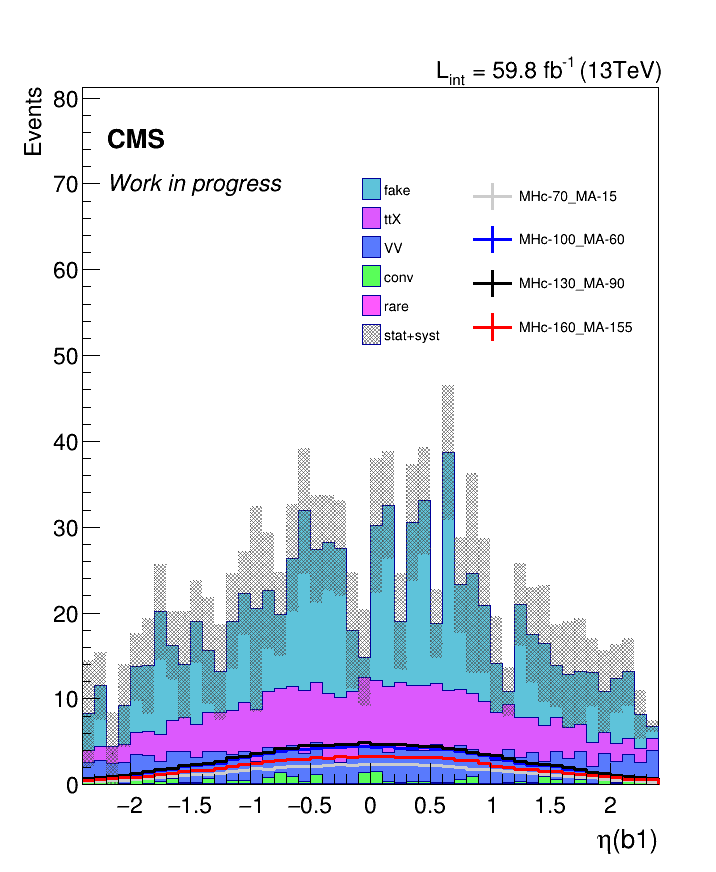 L_int = 59.8 fb^-1 (13TeV)
Events
CMS
Work in progress
fake
ttX
VV
conv
rare
stat+syst
MHc-70_MA-15
MHc-100_MA-60
MHc-130_MA-90
MHc-160_MA-155
80
70
60
50
40
30
20
10
0
−2 −1.5 −1 −0.5 0 0.5 1 1.5 2
η(b1)